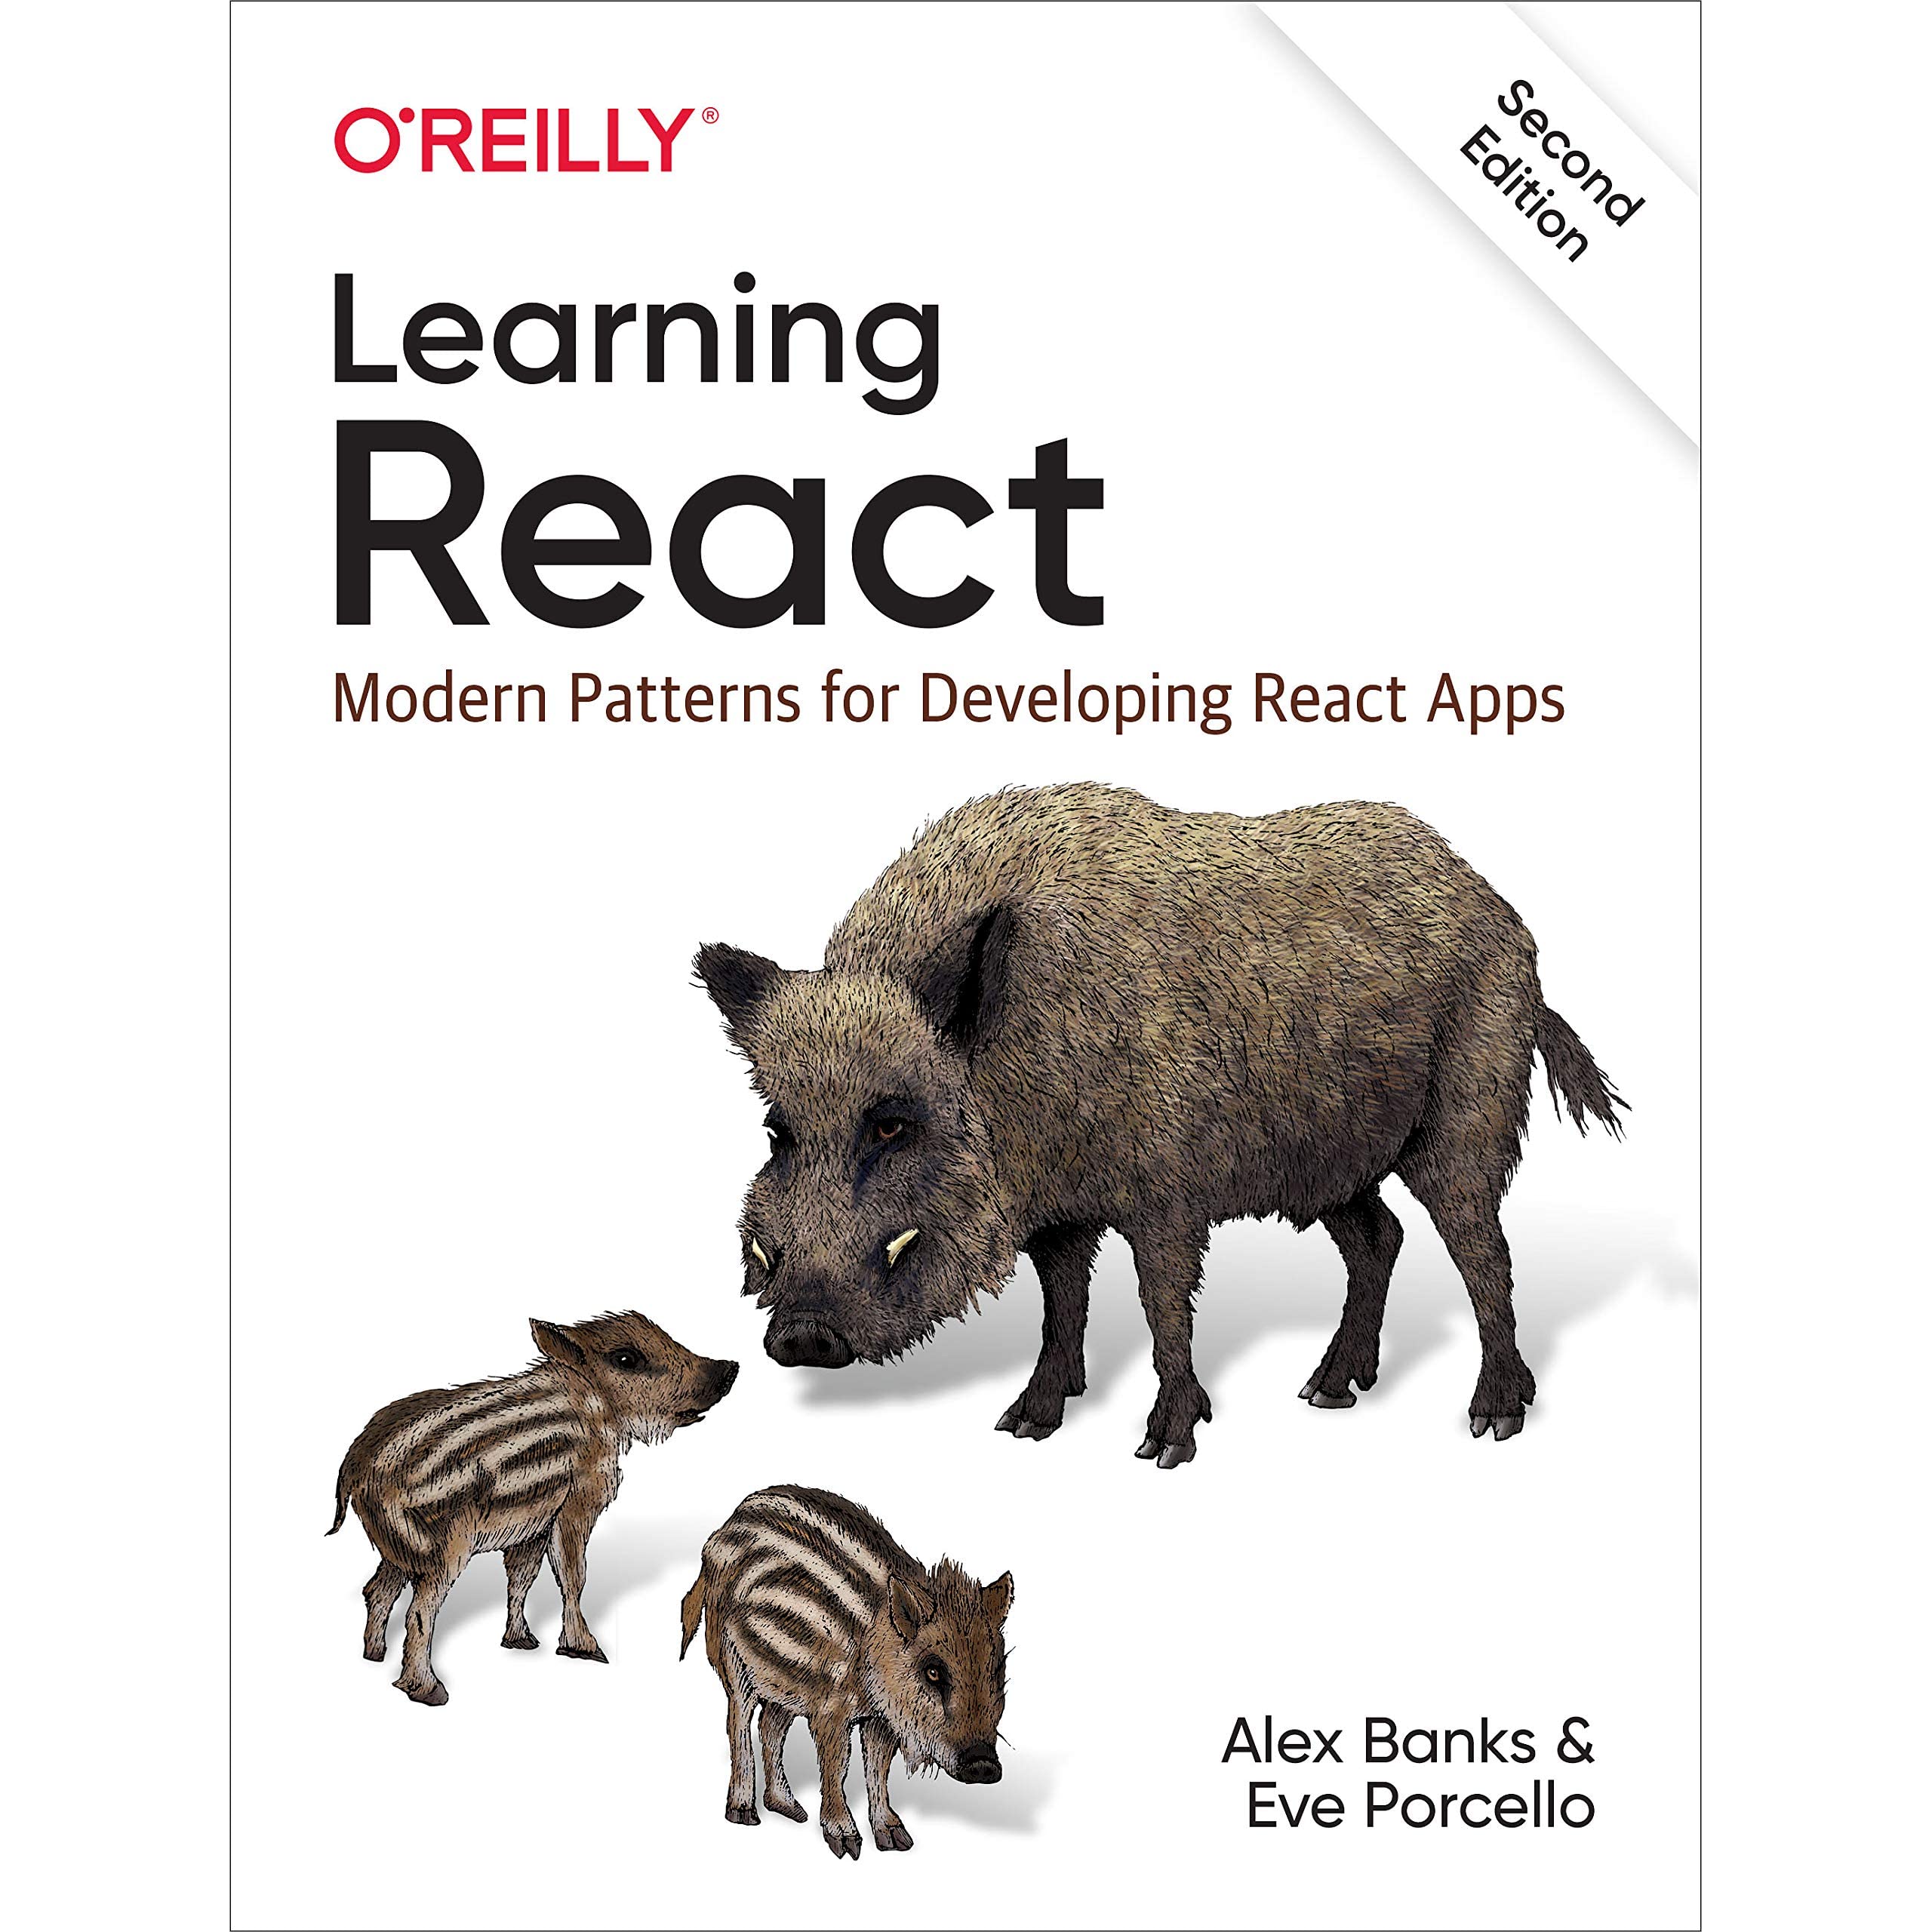 O'REILLY®
Second
Edition
Learning
React
Modern Patterns for Developing React Apps
Alex Banks &
Eve Porcello